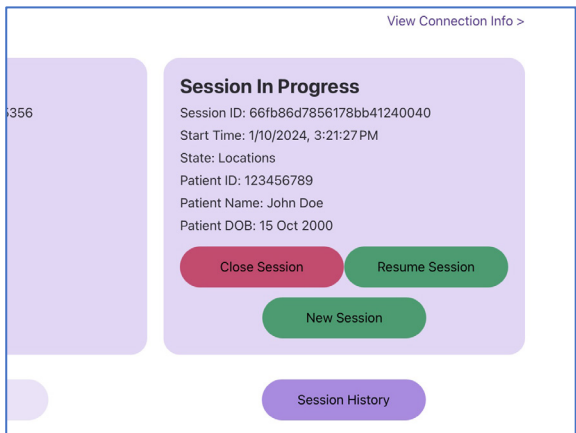 View Connection Info >
Session In Progress
5356
Session ID: 66fb86d7856178bb41240040
Start Time: 1/10/2024, 3:21:27 PM
State: Locations
Patient ID: 123456789
Patient Name: John Doe
Patient DOB: 15 Oct 2000
Close Session
Resume Session
New Session
Session History